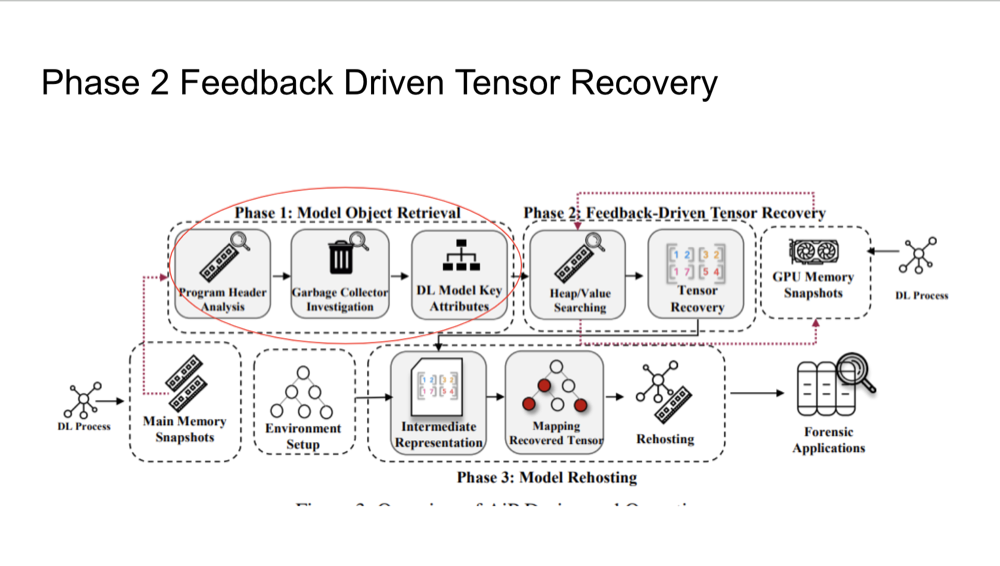 Phase 2 Feedback Driven Tensor Recovery
Phase 1: Model Object Retrieval
Phase 2: Feedback-Driven Tensor Recovery
Program Header
Analysis
Garbage Collector
Investigation
DL Model Key
Attributes
Heap/Value
Searching
1 2 3 2
1 7 5 4
Tensor
Recovery
GPU Memory
Snapshots
DL Process
DL Process
Main Memory
Snapshots
Environment
Setup
Intermediate
Representation
Mapping
Recovered Tensor
Rehosting
Forensic
Applications
Phase 3: Model Rehosting